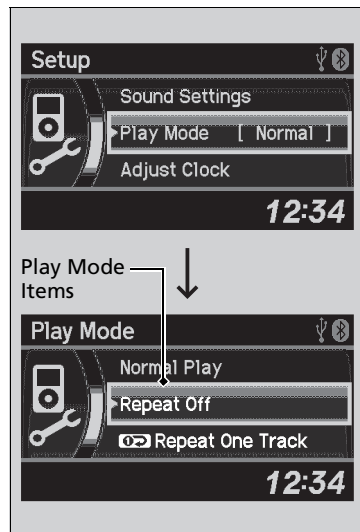 Setup
Sound Settings
Play Mode [ Normal ]
Adjust Clock
12:34
Play Mode
Items
Play Mode
Normal Play
Repeat Off
Repeat One Track
12:34